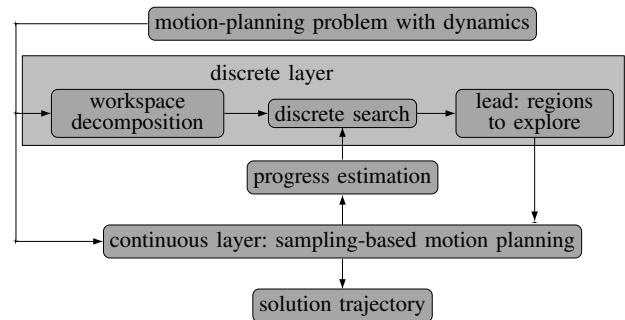 motion-planning problem with dynamics
discrete layer
workspace
decomposition
discrete search
lead: regions
to explore
progress estimation
continuous layer: sampling-based motion planning
solution trajectory